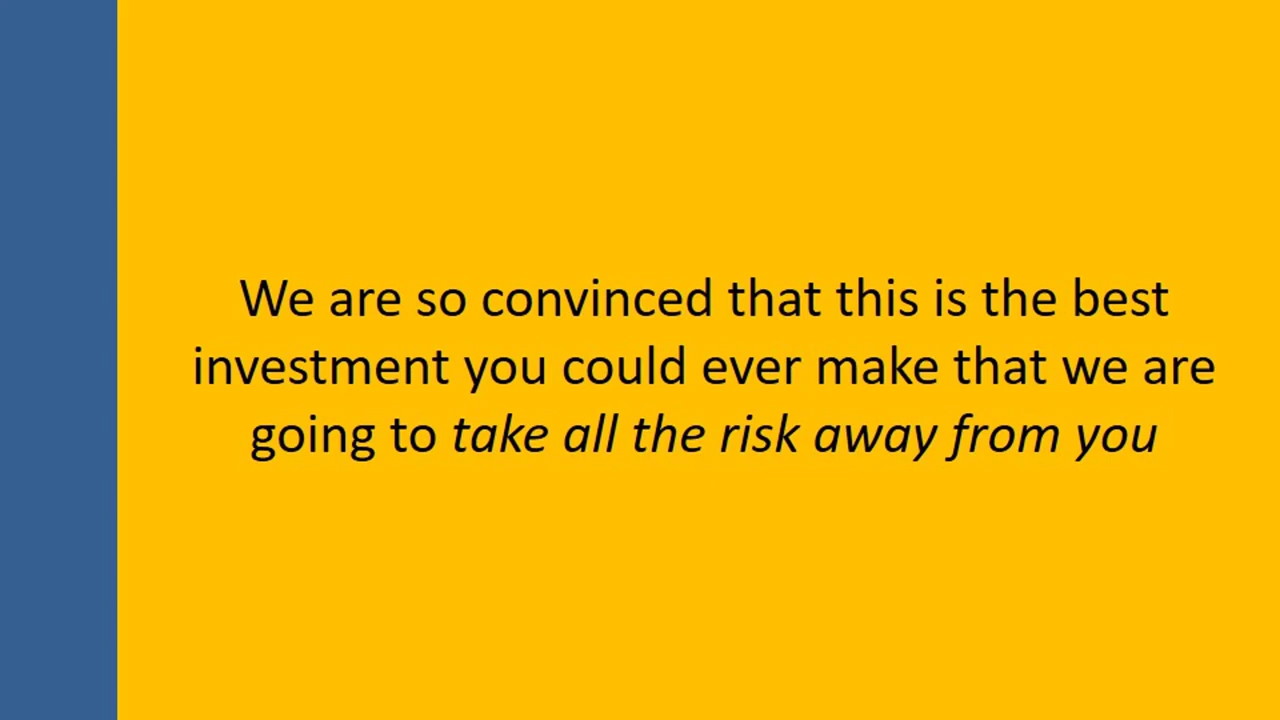 We are so convinced that this is the best
investment you could ever make that we are
going to take all the risk away from you